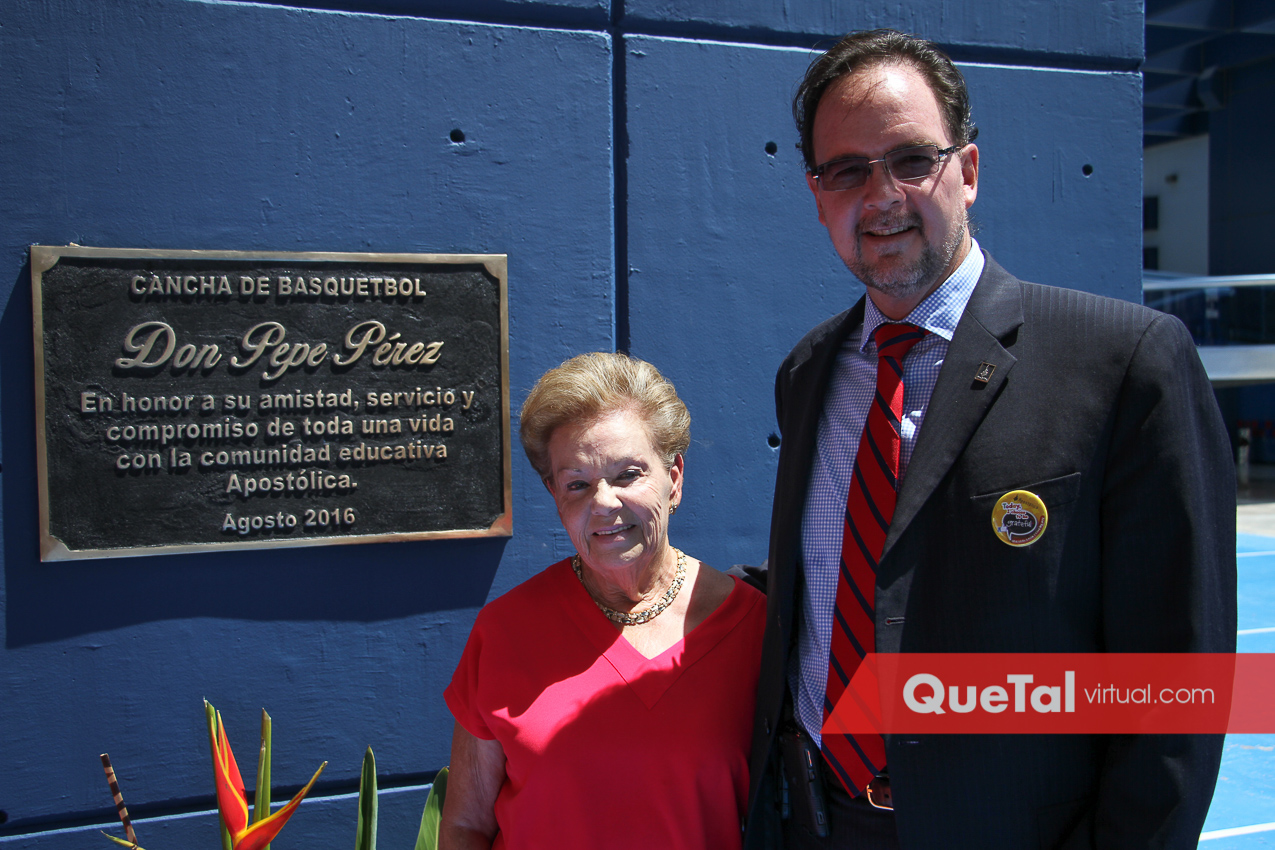 CANCHA DE BASQUETBOL
Don Pepe Pérez
En honor a su amistad, servicio y
compromiso de toda una vida
con la comunidad educativa
Apostólica.
Agosto 2016
grateful
QueTal virtual.com